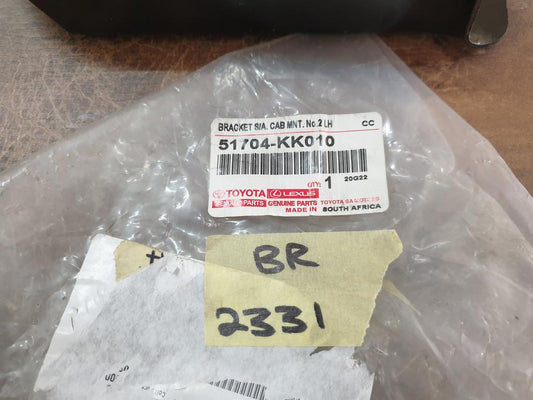 BRACKET S/A. CAB MNT. No.2 LH CC
51704-KK010
QTY: 1 20G22
TOYOTA LEXUS
GENUINE PARTS GENUINE PARTS TOYOTA
MADE IN SOUTH AFRICA
BR
2331